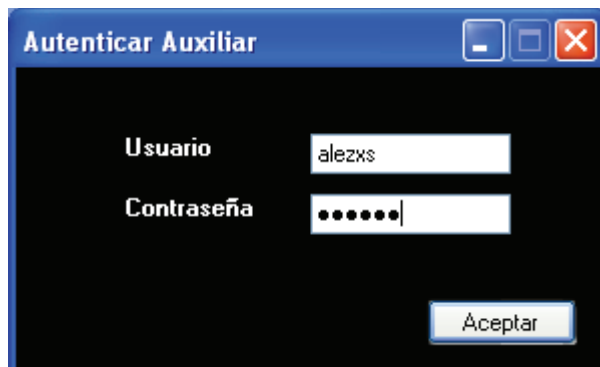 Autenticar Auxiliar
Usuario alezxs
Contraseña ●●●●●●
Aceptar